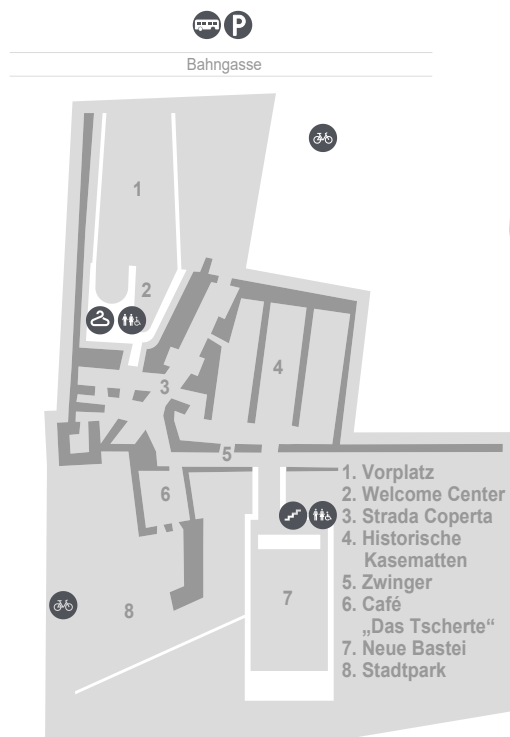 P
Bahngasse
1
2
3
4
5
6
7
8
1. Vorplatz
2. Welcome Center
3. Strada Coperta
4. Historische
Kasematten
5. Zwinger
6. Café
„Das Tscherte“
7. Neue Bastei
8. Stadtpark